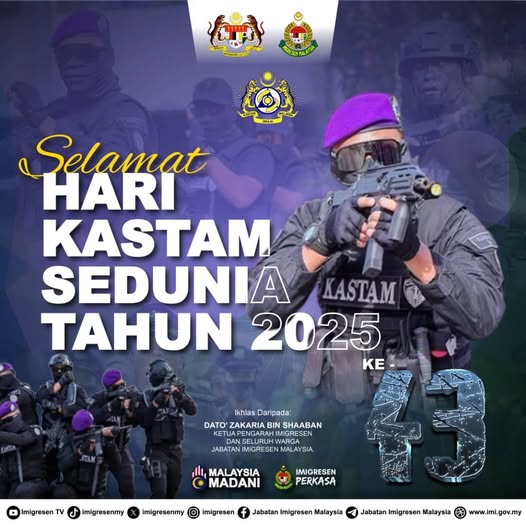 Selamat
HARI
KASTAM
SEDUNIA
TAHUN 2025
KE -
43
KASTAM
Ikhlas Daripada:
DATO' ZAKARIA BIN SHAABAN
KETUA PENGARAH IMIGRESEN
DAN SELURUH WARGA
JABATAN IMIGRESEN MALAYSIA
MALAYSIA
MADANI
IMIGRESEN
PERKASA
Imigresen TV
imigresenmy
imigresenmy
imigresen
Jabatan Imigresen Malaysia
Jabatan Imigresen Malaysia
www.imi.gov.my